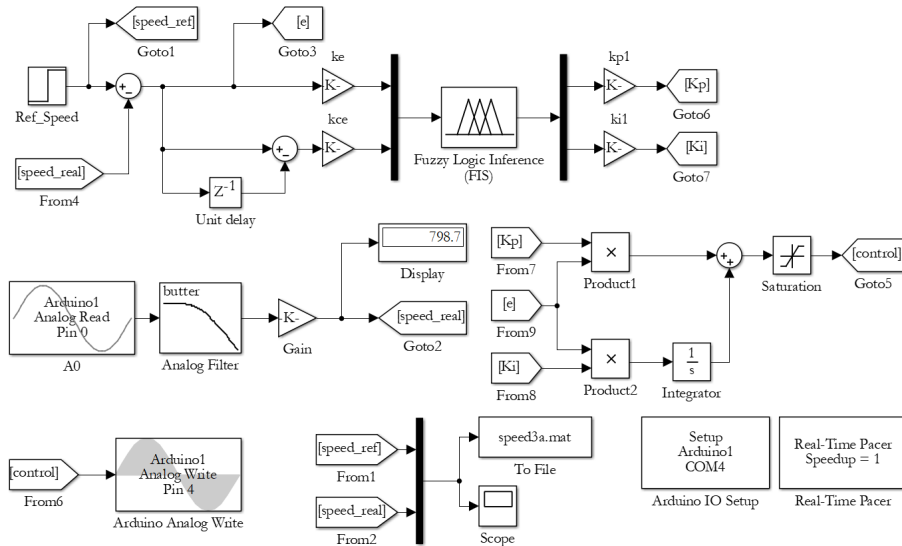 [speed_ref]
Goto1
[e]
Goto3
ke
K-
Ref_Speed
kce
K-
[speed_real]
From4
Z-1
Unit delay
Fuzzy Logic Inference
(FIS)
kp1
K-
[Kp]
Goto6
ki1
K-
[Ki]
Goto7
798.7
Display
Arduino1
Analog Read
Pin 0
A0
butter
Analog Filter
-K-
Gain
[speed_real]
Goto2
[Kp]
From7
×
Product1
[e]
From9
[Ki]
From8
×
Product2
1
s
Integrator
Saturation
[control]
Goto5
[control]
From6
Arduino1
Analog Write
Pin 4
Arduino Analog Write
[speed_ref]
From1
[speed_real]
From2
speed3a.mat
To File
Scope
Setup
Arduino1
COM4
Arduino IO Setup
Real-Time Pacer
Speedup = 1
Real-Time Pacer